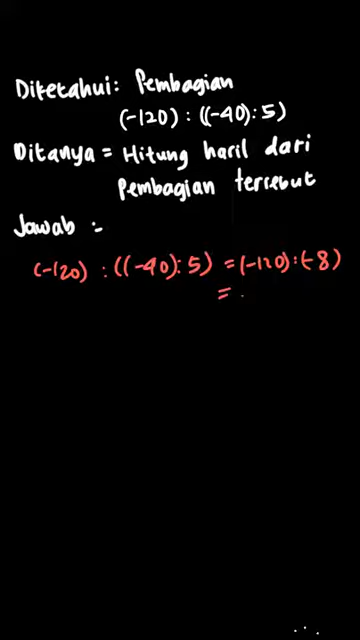 Diketahui: Pembagian
(-120) : ((-40) : 5)
Ditanya = Hitung hasil dari
Pembagian tersebut
Jawab :-
(-120) : ((-40) : 5) = (-120) : (-8)
= .